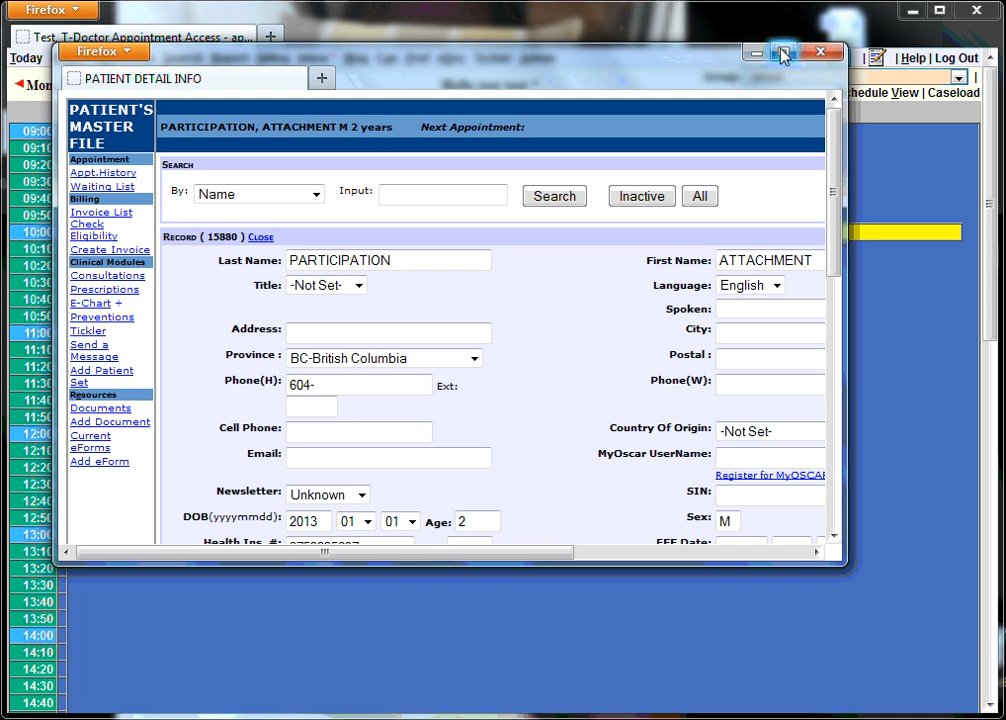 Firefox
Test, T-Doctor Appointment Access - ap...
Today
Help | Log Out
Mon
hedule View | Caseload
Firefox
PATIENT DETAIL INFO
PATIENT'S MASTER FILE
PARTICIPATION, ATTACHMENT M 2 years Next Appointment:
Appointment
Appt.History
Waiting List
Billing
Invoice List
Check
Eligibility
Create Invoice
Clinical Modules
Consultations
Prescriptions
E-Chart +
Preventions
Tickler
Send a
Message
Add Patient
Set
Resources
Documents
Add Document
Current
eForms
Add eForm
SEARCH
By: Name Input: Search Inactive All
RECORD ( 15880 ) CLOSE
Last Name: PARTICIPATION First Name: ATTACHMENT
Title: -Not Set- Language: English
Spoken:
Address: City:
Province : BC-British Columbia Postal :
Phone(H): 604- Ext: Phone(W):
Cell Phone: Country Of Origin: -Not Set-
Email: MyOscar UserName:
Register for MyOSCAR
Newsletter: Unknown SIN:
DOB(yyyymmdd): 2013 01 01 Age: 2 Sex: M
Health Ins. #: EFF Date:
09:00
09:10
09:20
09:30
09:40
09:50
10:00
10:10
10:20
10:30
10:40
10:50
11:00
11:10
11:20
11:30
11:40
11:50
12:00
12:10
12:20
12:30
12:40
12:50
13:00
13:10
13:20
13:30
13:40
13:50
14:00
14:10
14:20
14:30
14:40